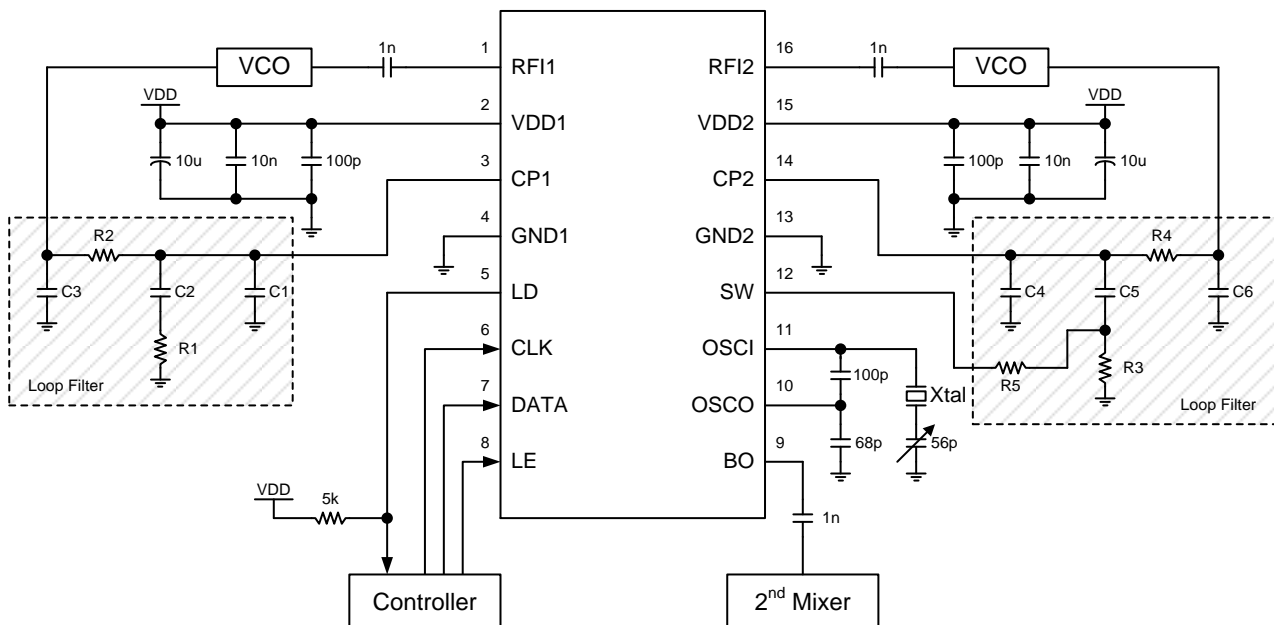 1n
1
16
1n
VCO
RFI1
RFI2
VCO
VDD
2
15
VDD
VDD1
VDD2
10u
10n
100p
3
14
100p
10n
10u
CP1
CP2
4
13
R2
GND1
GND2
R4
5
12
C3
C2
C1
LD
SW
C4
C5
C6
6
11
R1
CLK
OSCI
R5
R3
Loop Filter
100p
Xtal
Loop Filter
7
10
DATA
OSCO
8
9
68p
56p
LE
BO
VDD
5k
1n
Controller
2nd Mixer